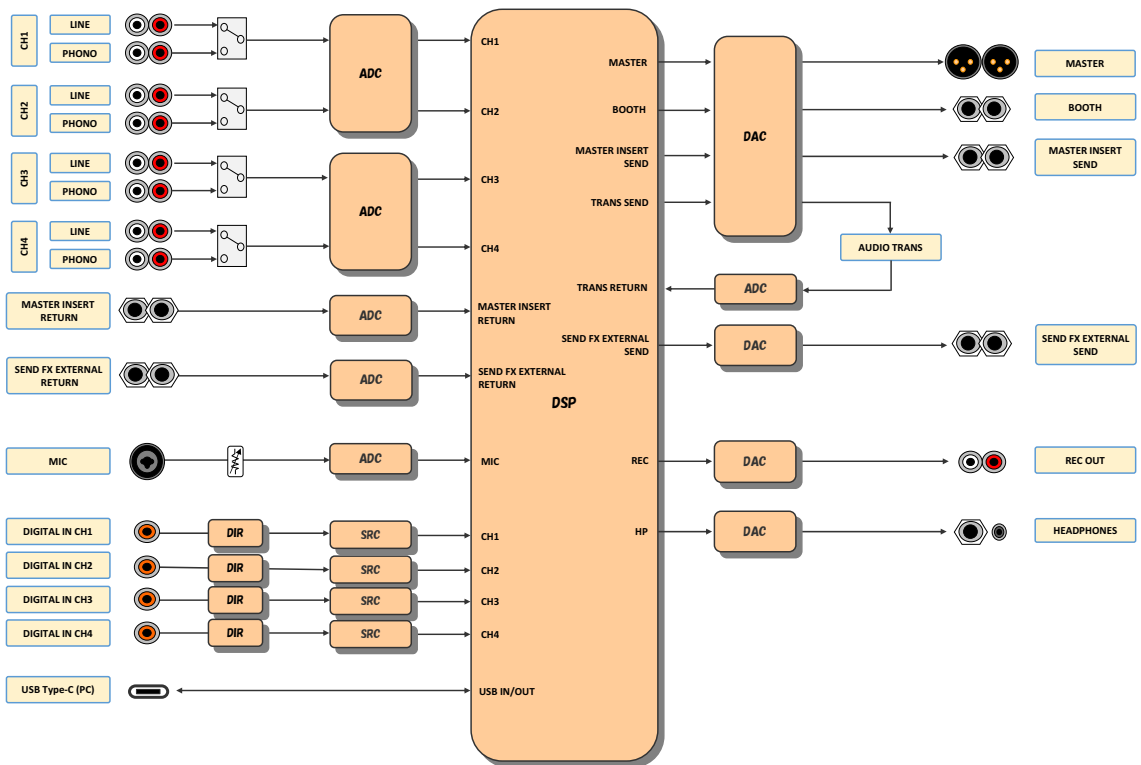 CH1
LINE
PHONO
CH2
LINE
PHONO
CH3
LINE
PHONO
CH4
LINE
PHONO
MASTER INSERT
RETURN
SEND FX EXTERNAL
RETURN
MIC
DIGITAL IN CH1
DIGITAL IN CH2
DIGITAL IN CH3
DIGITAL IN CH4
USB Type-C (PC)
DIR
DIR
DIR
DIR
ADC
ADC
ADC
ADC
ADC
SRC
SRC
SRC
SRC
CH1
CH2
CH3
CH4
MASTER INSERT
RETURN
SEND FX EXTERNAL
RETURN
MIC
CH1
CH2
CH3
CH4
USB IN/OUT
DSP
MASTER
BOOTH
MASTER INSERT
SEND
TRANS SEND
TRANS RETURN
SEND FX EXTERNAL
SEND
REC
HP
DAC
ADC
DAC
DAC
DAC
AUDIO TRANS
MASTER
BOOTH
MASTER INSERT
SEND
SEND FX EXTERNAL
SEND
REC OUT
HEADPHONES